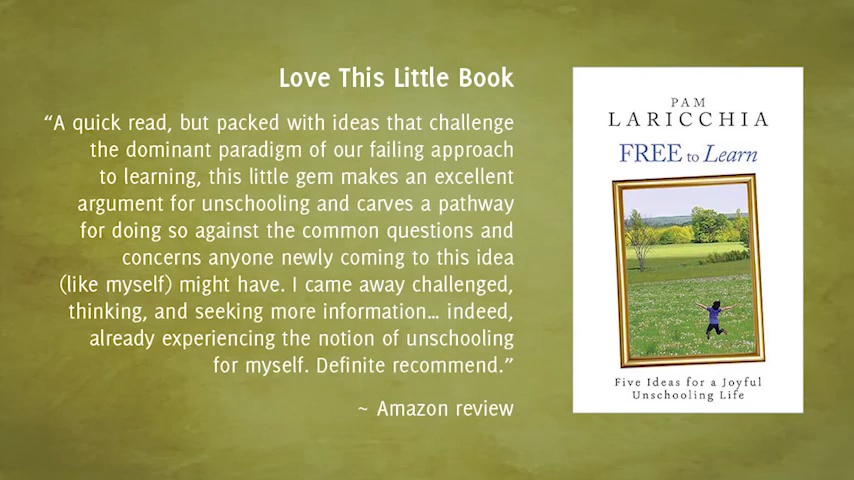 Love This Little Book
“A quick read, but packed with ideas that challenge
the dominant paradigm of our failing approach
to learning, this little gem makes an excellent
argument for unschooling and carves a pathway
for doing so against the common questions and
concerns anyone newly coming to this idea
(like myself) might have. I came away challenged,
thinking, and seeking more information… indeed,
already experiencing the notion of unschooling
for myself. Definite recommend.”
~ Amazon review
PAM
LARICCHIA
FREE to Learn
Five Ideas for a Joyful
Unschooling Life